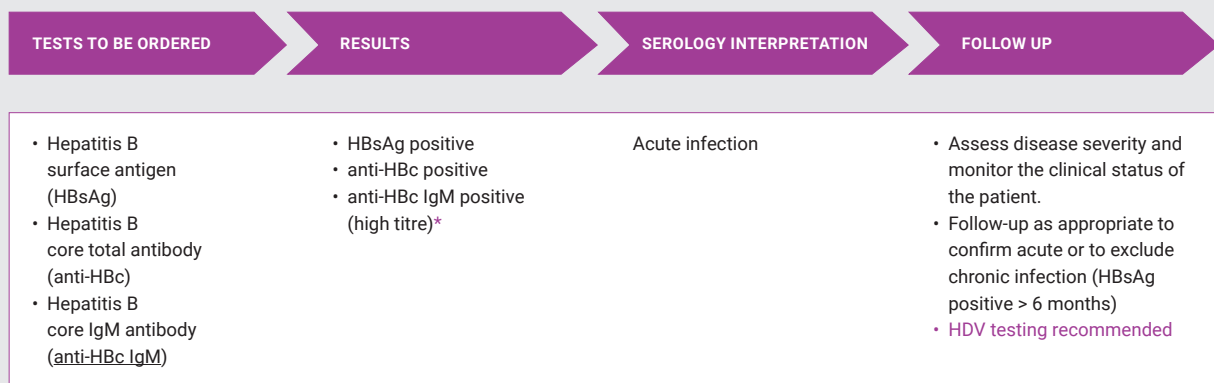 TESTS TO BE ORDERED
RESULTS
SEROLOGY INTERPRETATION
FOLLOW UP
• Hepatitis B
surface antigen
(HBsAg)
• Hepatitis B
core total antibody
(anti-HBc)
• Hepatitis B
core IgM antibody
(anti-HBc IgM)
• HBsAg positive
• anti-HBc positive
• anti-HBc IgM positive
(high titre)*
Acute infection
• Assess disease severity and
monitor the clinical status of
the patient.
• Follow-up as appropriate to
confirm acute or to exclude
chronic infection (HBsAg
positive > 6 months)
• HDV testing recommended